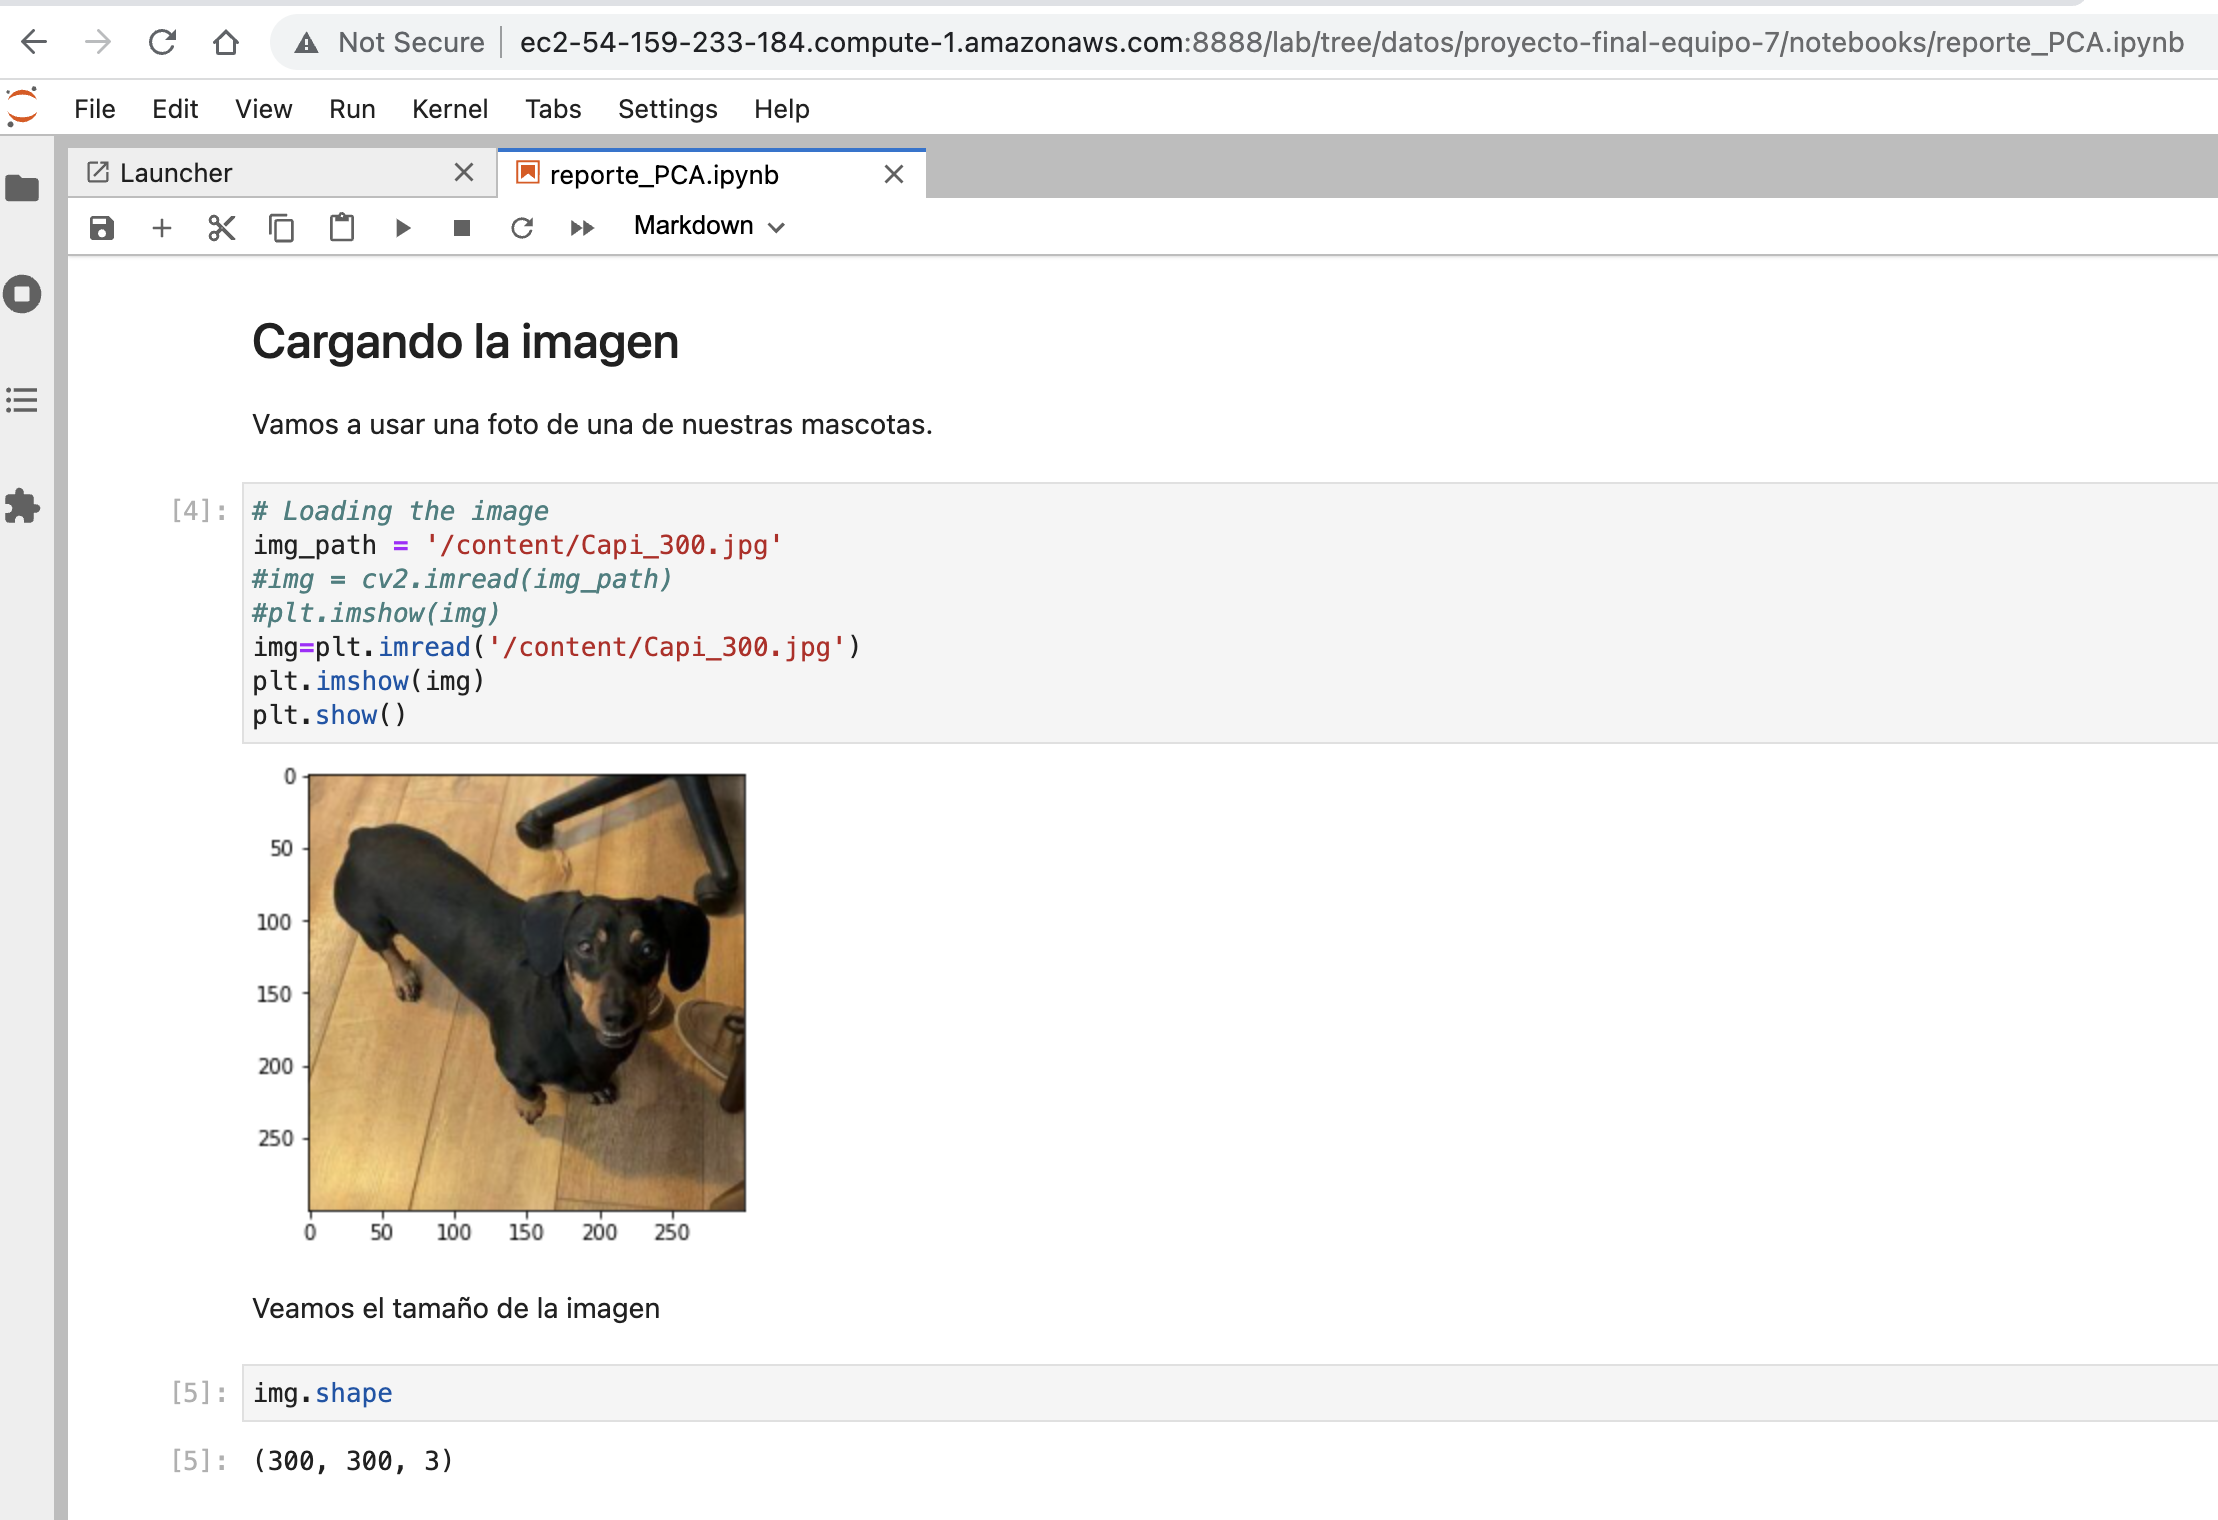 Not Secure ec2-54-159-233-184.compute-1.amazonaws.com:8888/lab/tree/datos/proyecto-final-equipo-7/notebooks/reporte_PCA.ipynb
File Edit View Run Kernel Tabs Settings Help
Launcher reporte_PCA.ipynb
Markdown
Cargando la imagen
Vamos a usar una foto de una de nuestras mascotas.
[4]: # Loading the image
img_path = '/content/Capi_300.jpg'
#img = cv2.imread(img_path)
#plt.imshow(img)
img=plt.imread('/content/Capi_300.jpg')
plt.imshow(img)
plt.show()
0
50
100
150
200
250
0 50 100 150 200 250
Veamos el tamaño de la imagen
[5]: img.shape
[5]: (300, 300, 3)